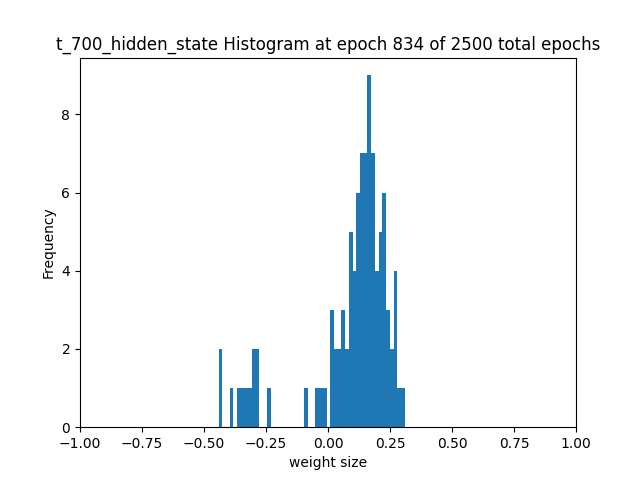 t_700_hidden_state Histogram at epoch 834 of 2500 total epochs
Frequency
8
6
4
2
0
−1.00 −0.75 −0.50 −0.25 0.00 0.25 0.50 0.75 1.00
weight size